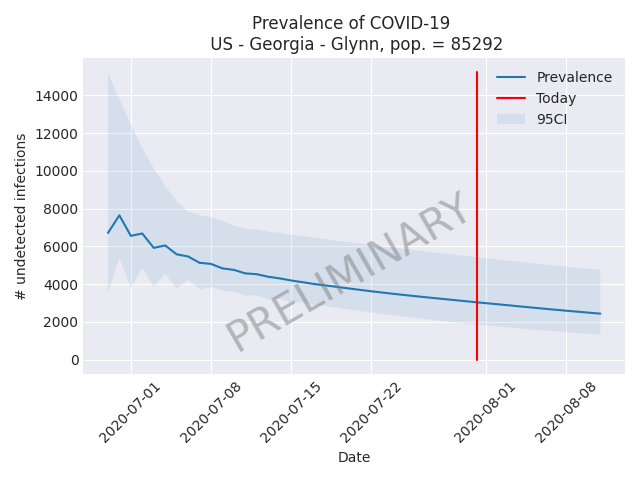 Prevalence of COVID-19
US - Georgia - Glynn, pop. = 85292
Prevalence
Today
95CI
14000
12000
10000
8000
6000
4000
2000
0
# undetected infections
PRELIMINARY
2020-07-01
2020-07-08
2020-07-15
2020-07-22
2020-08-01
2020-08-08
Date